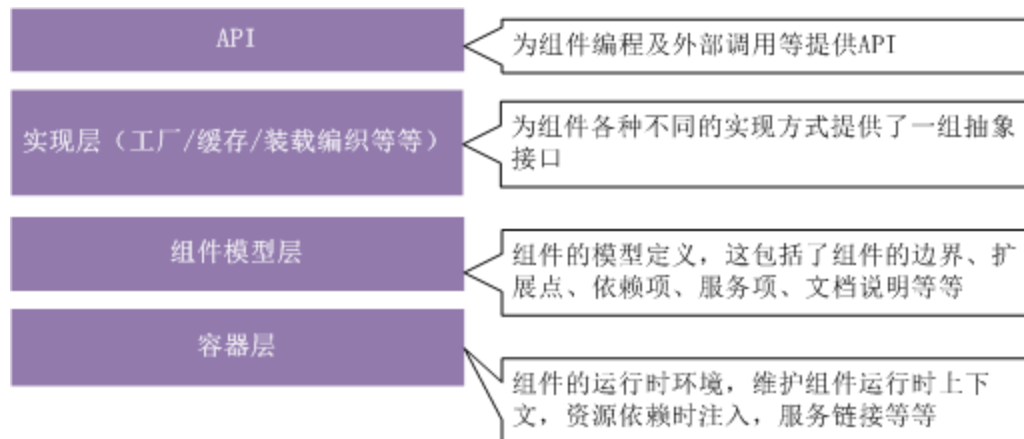 API
为组件编程及外部调用等提供API
实现层（工厂/缓存/装载编织等等）
为组件各种不同的实现方式提供了一组抽象
接口
组件模型层
组件的模型定义，这包括了组件的边界、扩
展点、依赖项、服务项、文档说明等等
容器层
组件的运行时环境，维护组件运行时上下
文，资源依赖时注入，服务链接等等